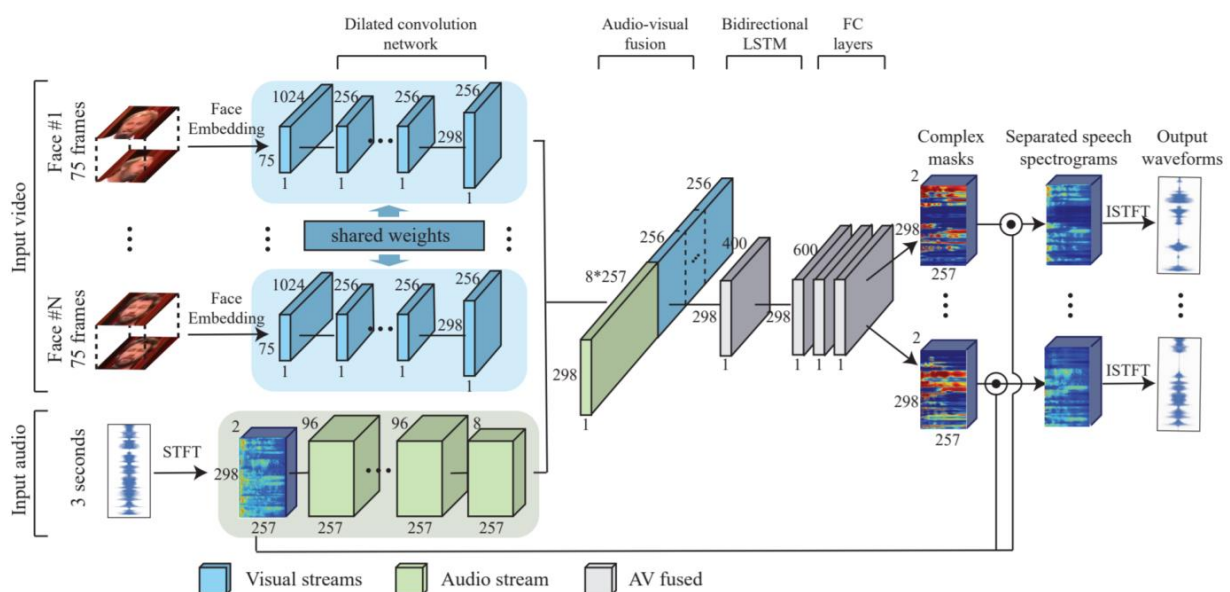 Dilated convolution
network
Audio-visual
fusion
Bidirectional
LSTM
FC
layers
Input video
Face #1
75 frames
Face
Embedding
1024
256
256
256
75
298
1
1
1
1
shared weights
Face #N
75 frames
Face
Embedding
1024
256
256
256
75
298
1
1
1
1
Input audio
3 seconds
STFT
2
96
96
8
298
257
257
257
257
8*257
256
256
298
1
400
298
1
600
298
1
1
1
Complex
masks
Separated speech
spectrograms
Output
waveforms
2
298
257
ISTFT
2
298
257
ISTFT
Visual streams
Audio stream
AV fused